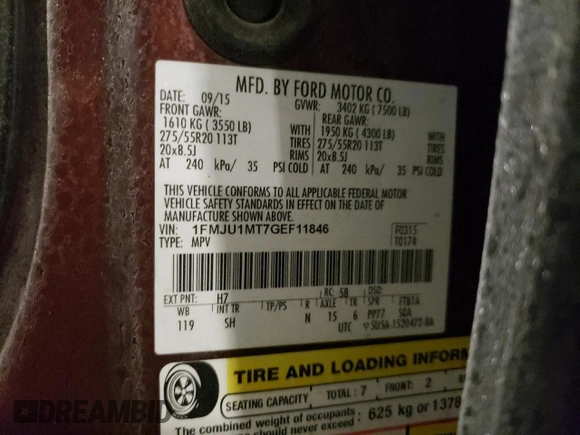 MFD. BY FORD MOTOR CO.
DATE: 09/15 GVWR: 3402 KG ( 7500 LB)
FRONT GAWR: REAR GAWR:
1610 KG ( 3550 LB) WITH 1950 KG ( 4300 LB) WITH
275/55R20 113T TIRES 275/55R20 113T TIRES
20x8.5J RIMS 20x8.5J RIMS
AT 240 kPa/ 35 PSI COLD AT 240 kPa/ 35 PSI COLD
THIS VEHICLE CONFORMS TO ALL APPLICABLE FEDERAL MOTOR
VEHICLE SAFETY STANDARDS IN EFFECT ON THE DATE OF
MANUFACTURE SHOWN ABOVE.
VIN: 1FMJU1MT7GEF11846 F0315
TYPE: MPV T0174
EXT PNT: H7 RC: 58 DSO:
WB INT TR TP/PS R AXLE TR SPR FTBTA
119 SH N 15 6 PP77 SDA
UTC
TIRE AND LOADING INFORM
SEATING CAPACITY TOTAL: 7 FRONT: 2
The combined weight of occupants
should never exceed: 625 kg or 1378
DREAMBID